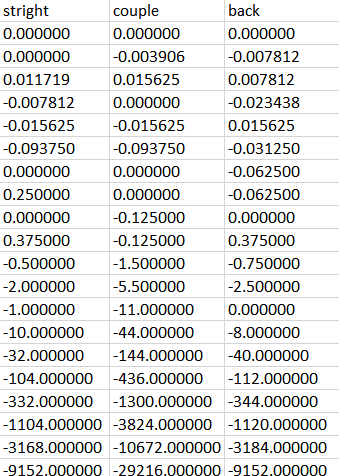 stright couple back
0.000000 0.000000 0.000000
0.000000 -0.003906 -0.007812
0.011719 0.015625 0.007812
-0.007812 0.000000 -0.023438
-0.015625 -0.015625 0.015625
-0.093750 -0.093750 -0.031250
0.000000 0.000000 -0.062500
0.250000 0.000000 -0.062500
0.000000 -0.125000 0.000000
0.375000 -0.125000 0.375000
-0.500000 -1.500000 -0.750000
-2.000000 -5.500000 -2.500000
-1.000000 -11.000000 0.000000
-10.000000 -44.000000 -8.000000
-32.000000 -144.000000 -40.000000
-104.000000 -436.000000 -112.000000
-332.000000 -1300.000000 -344.000000
-1104.000000 -3824.000000 -1120.000000
-3168.000000 -10672.000000 -3184.000000
-9152.000000 -29216.000000 -9152.000000